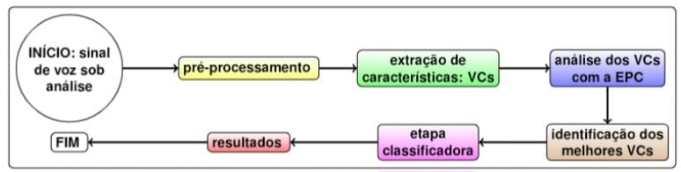 INÍCIO: sinal
de voz sob
análise
pré-processamento
extração de
características: VCs
análise dos VCs
com a EPC
identificação dos
melhores VCs
etapa
classificadora
resultados
FIM